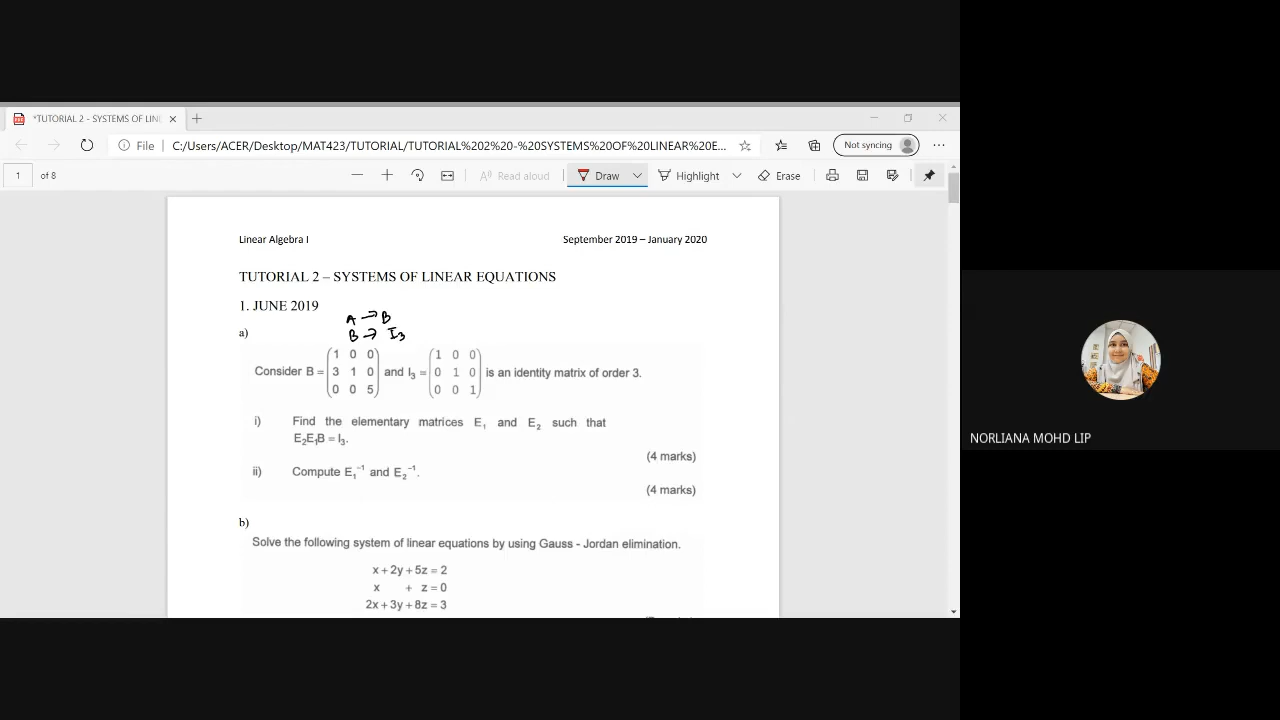 *TUTORIAL 2 - SYSTEMS OF LINE
File C:/Users/ACER/Desktop/MAT423/TUTORIAL/TUTORIAL%202%20-%20SYSTEMS%20OF%20LINEAR%20E... Not syncing
1 of 8 Read aloud Draw Highlight Erase
Linear Algebra I September 2019 – January 2020
TUTORIAL 2 – SYSTEMS OF LINEAR EQUATIONS
1. JUNE 2019
A → B
a) B → I₃
1 0 0 1 0 0
Consider B = 3 1 0 and I₃ = 0 1 0 is an identity matrix of order 3.
0 0 5 0 0 1
i) Find the elementary matrices E₁ and E₂ such that
E₂E₁B = I₃.
(4 marks)
ii) Compute E₁⁻¹ and E₂⁻¹.
(4 marks)
b)
Solve the following system of linear equations by using Gauss - Jordan elimination.
x + 2y + 5z = 2
x + z = 0
2x + 3y + 8z = 3
NORLIANA MOHD LIP